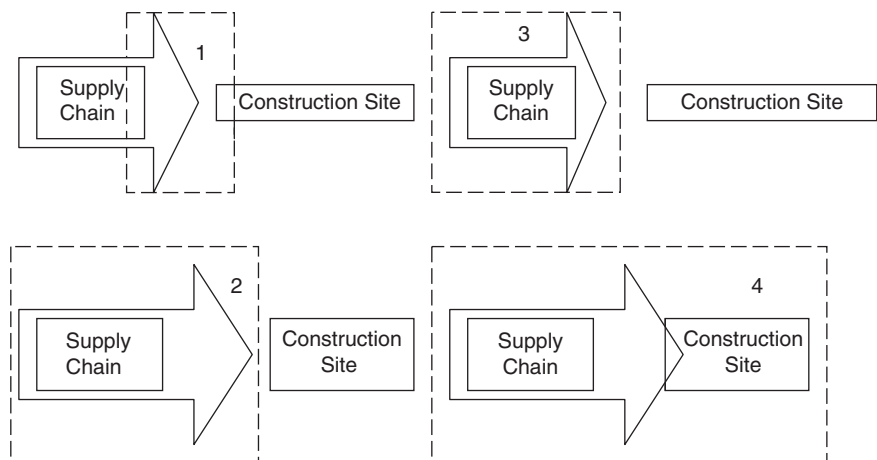 1
Supply
Chain
Construction Site
3
Supply
Chain
Construction Site
2
Supply
Chain
Construction
Site
4
Supply
Chain
Construction
Site